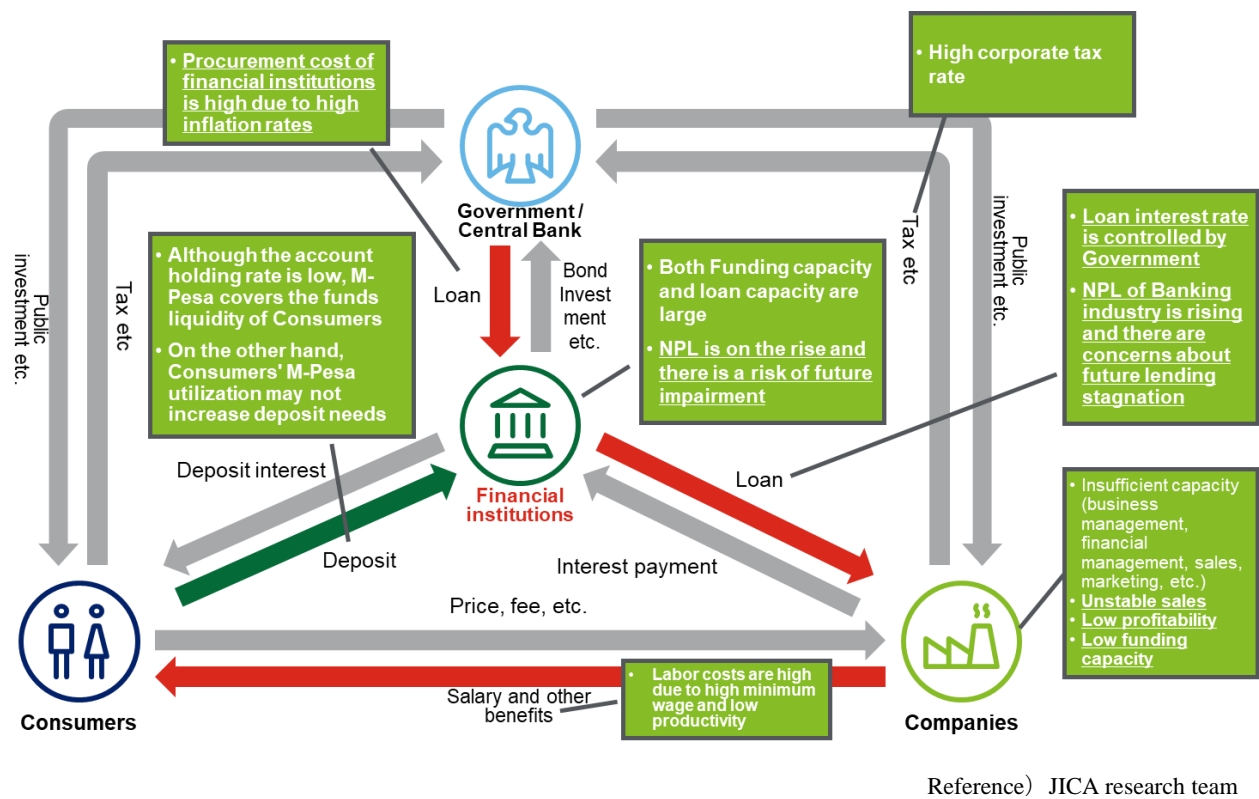 • Procurement cost of
financial institutions
is high due to high
inflation rates
• High corporate tax
rate
Government /
Central Bank
Public
investment etc.
Tax etc
• Although the account
holding rate is low, M-
Pesa covers the funds
liquidity of Consumers
• On the other hand,
Consumers' M-Pesa
utilization may not
increase deposit needs
Loan
Bond
Invest
ment
etc.
• Both Funding capacity
and loan capacity are
large
• NPL is on the rise and
there is a risk of future
impairment
Tax etc
Public
investment etc.
• Loan interest rate
is controlled by
Government
• NPL of Banking
industry is rising
and there are
concerns about
future lending
stagnation
Deposit interest
Financial
institutions
Loan
Deposit
Interest payment
• Insufficient capacity
(business
management,
financial
management, sales,
marketing, etc.)
• Unstable sales
• Low profitability
• Low funding
capacity
Price, fee, etc.
Salary and other
benefits
• Labor costs are high
due to high minimum
wage and low
productivity
Consumers
Companies
Reference）JICA research team